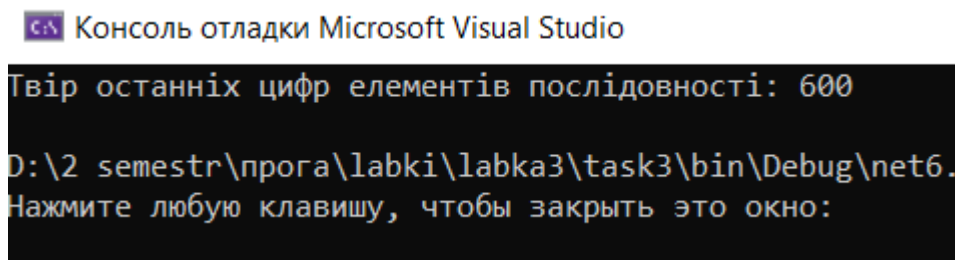 C:\ Консоль отладки Microsoft Visual Studio
Твір останніх цифр елементів послідовності: 600
D:\2 semestr\прога\labki\labka3\task3\bin\Debug\net6.
Нажмите любую клавишу, чтобы закрыть это окно: